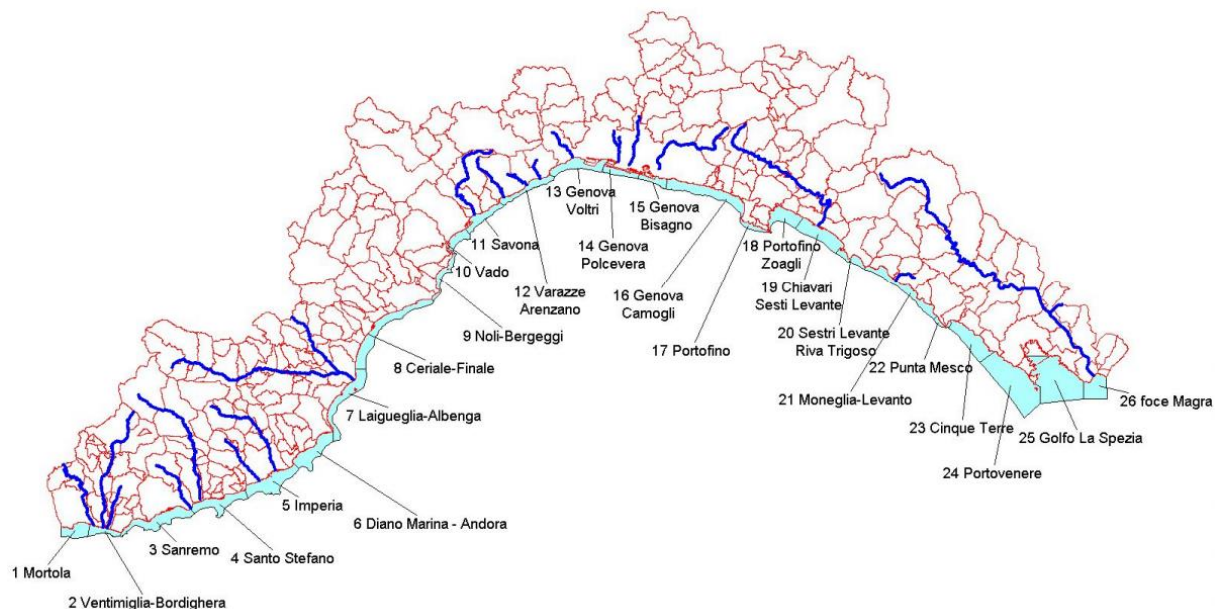 1 Mortola
2 Ventimiglia-Bordighera
3 Sanremo
4 Santo Stefano
5 Imperia
6 Diano Marina - Andora
7 Laigueglia-Albenga
8 Ceriale-Finale
9 Noli-Bergeggi
10 Vado
11 Savona
12 Varazze
Arenzano
13 Genova
Voltri
14 Genova
Polcevera
15 Genova
Bisagno
16 Genova
Camogli
17 Portofino
18 Portofino
Zoagli
19 Chiavari
Sesti Levante
20 Sestri Levante
Riva Trigoso
21 Moneglia-Levanto
22 Punta Mesco
23 Cinque Terre
24 Portovenere
25 Golfo La Spezia
26 foce Magra